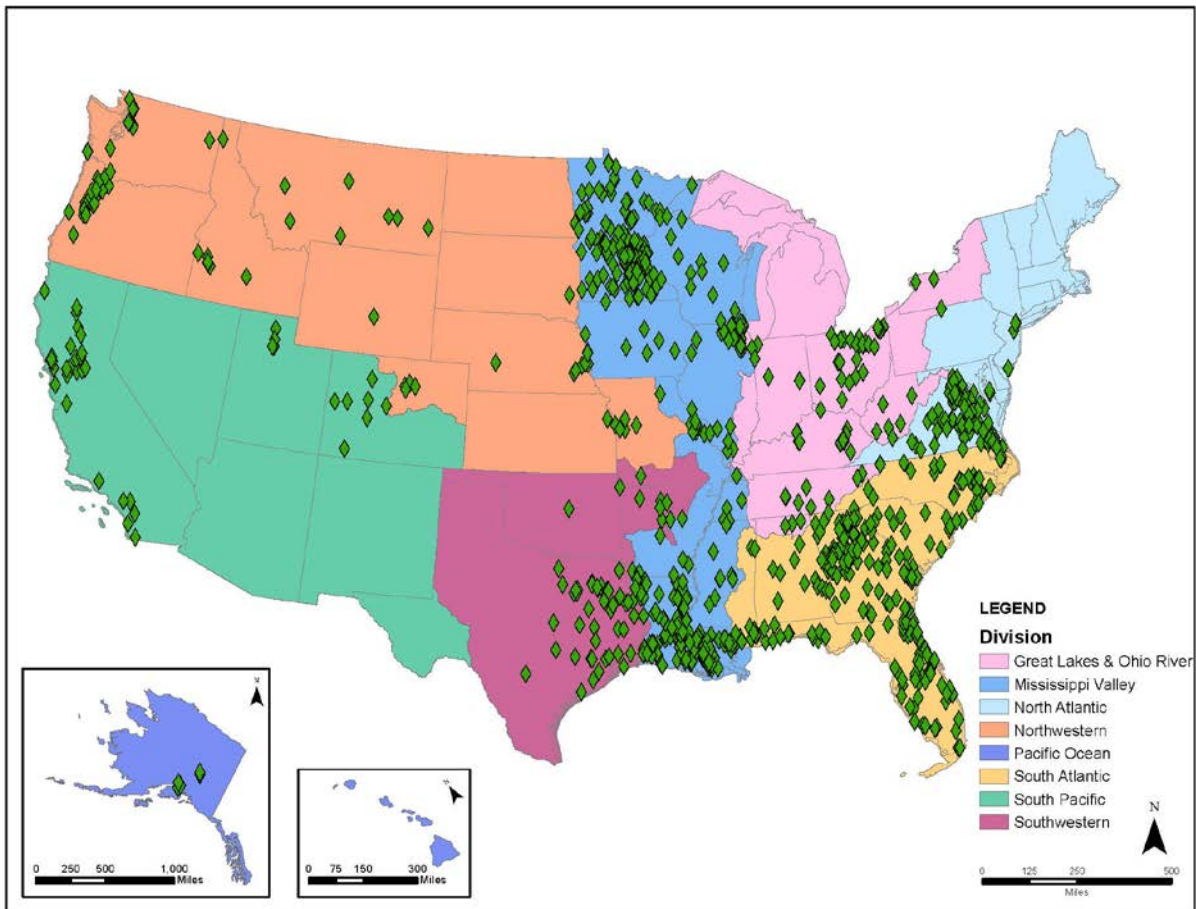 LEGEND
Division
Great Lakes & Ohio River
Mississippi Valley
North Atlantic
Northwestern
Pacific Ocean
South Atlantic
South Pacific
Southwestern
N
0 125 250 500
Miles
0 250 500 1,000
Miles
0 75 150 300
Miles